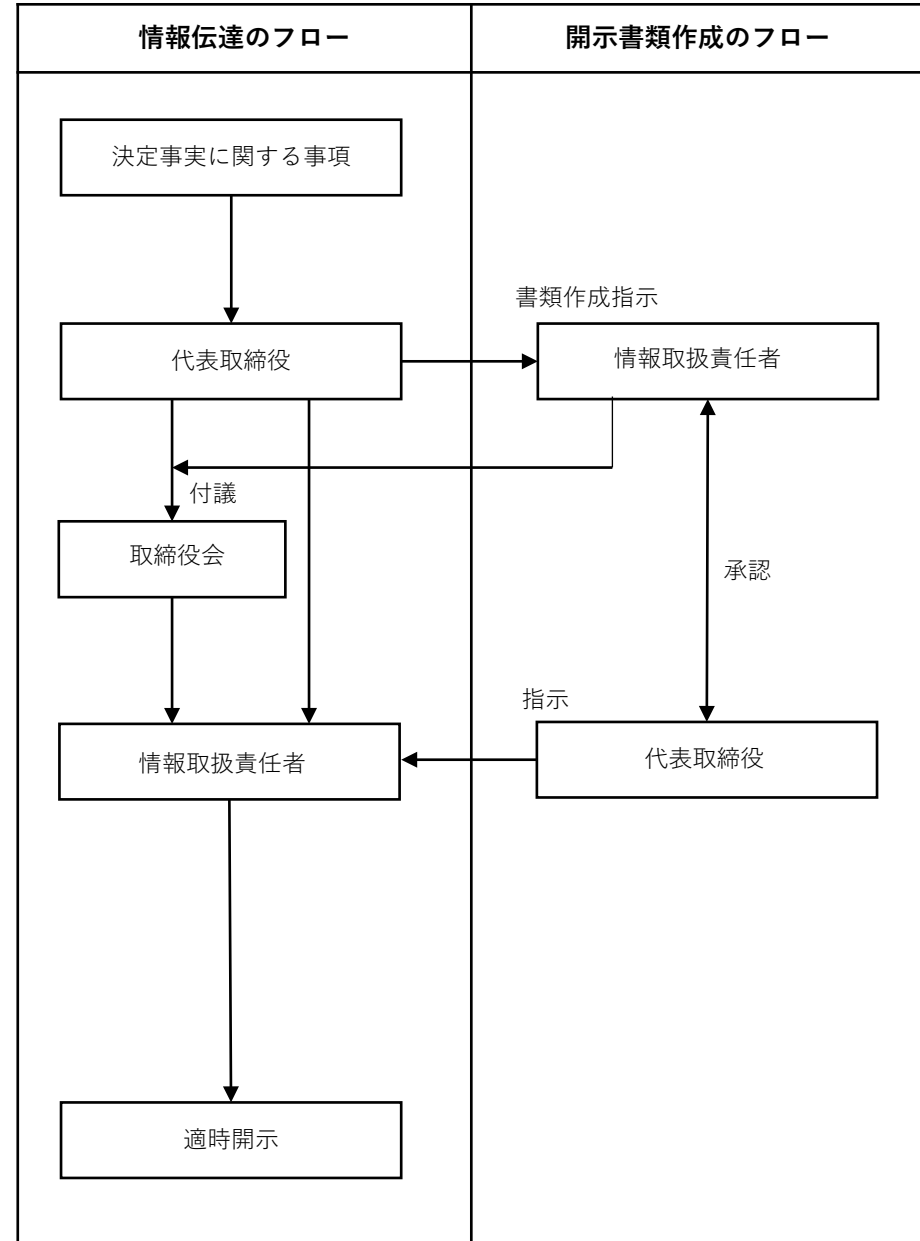 情報伝達のフロー
開示書類作成のフロー
決定事実に関する事項
書類作成指示
代表取締役
情報取扱責任者
付議
取締役会
承認
指示
情報取扱責任者
代表取締役
適時開示